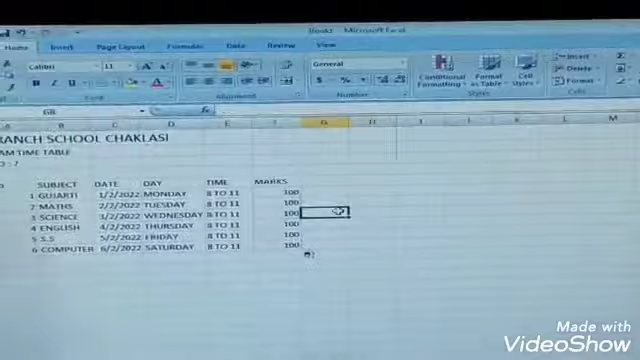 Book1 - Microsoft Excel
Home Insert Page Layout Formulas Data Review View
Calibri 11 General
B I U $ % Conditional Formatting Format as Table Cell Styles Insert Delete Format
Font Alignment Number Styles Cells
G8
B C D E G H I J K L M
RANCH SCHOOL CHAKLASI
AM TIME TABLE
D : 7
SUBJECT DATE DAY TIME MARKS
1 GUJARTI 1/2/2022 MONDAY 8 TO 11 100
2 MATHS 2/2/2022 TUESDAY 8 TO 11 100
3 SCIENCE 3/2/2022 WEDNESDAY 8 TO 11 100
4 ENGLISH 4/2/2022 THURSDAY 8 TO 11 100
5 S.S 5/2/2022 FRIDAY 8 TO 11 100
6 COMPUTER 6/2/2022 SATURDAY 8 TO 11 100
Made with
VideoShow